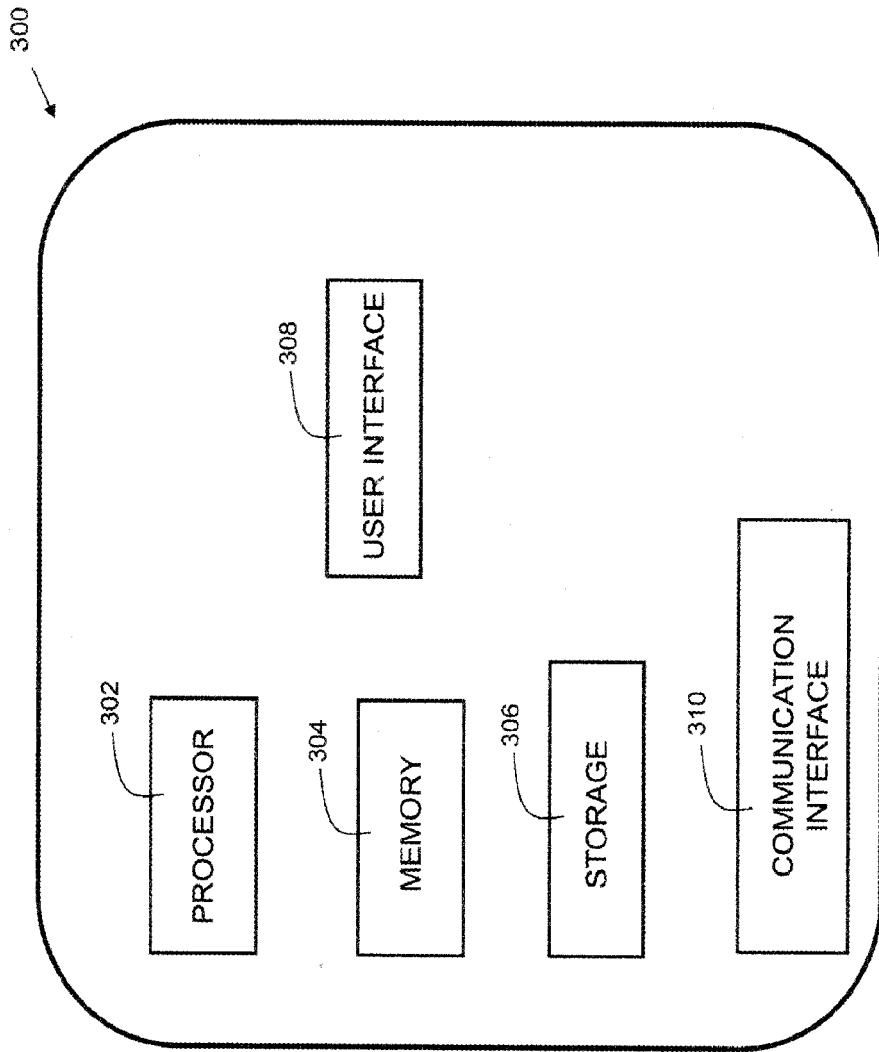 300
302
PROCESSOR
304
MEMORY
306
STORAGE
308
USER INTERFACE
310
COMMUNICATION
INTERFACE